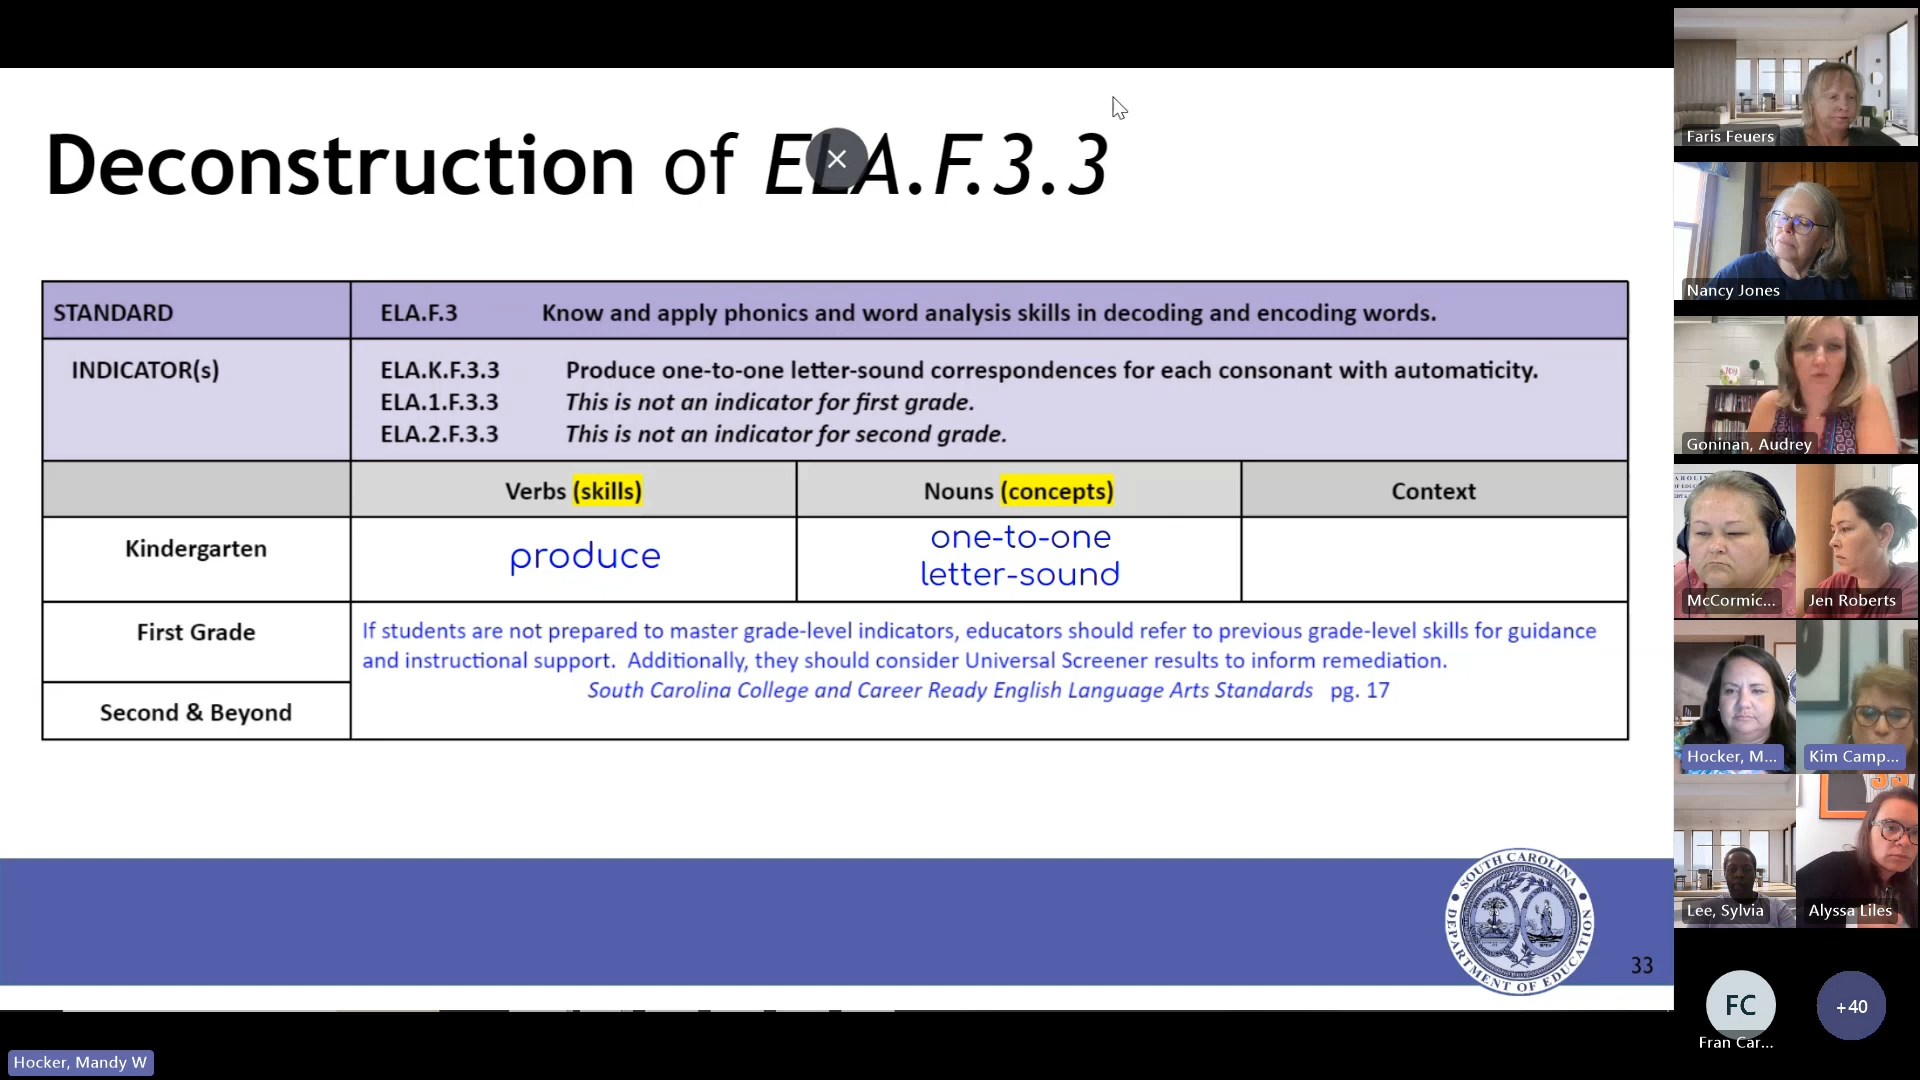 Deconstruction of ELA.F.3.3
STANDARD
ELA.F.3 Know and apply phonics and word analysis skills in decoding and encoding words.
INDICATOR(s)
ELA.K.F.3.3 Produce one-to-one letter-sound correspondences for each consonant with automaticity.
ELA.1.F.3.3 This is not an indicator for first grade.
ELA.2.F.3.3 This is not an indicator for second grade.
Verbs (skills)
Nouns (concepts)
Context
Kindergarten
produce
one-to-one
letter-sound
First Grade
If students are not prepared to master grade-level indicators, educators should refer to previous grade-level skills for guidance
and instructional support. Additionally, they should consider Universal Screener results to inform remediation.
South Carolina College and Career Ready English Language Arts Standards pg. 17
Second & Beyond
SOUTH CAROLINA
DEPARTMENT OF EDUCATION
33
Hocker, Mandy W
Faris Feuers
Nancy Jones
Goninan, Audrey
McCormic...
Jen Roberts
Hocker, M...
Kim Camp...
Lee, Sylvia
Alyssa Liles
FC
Fran Car...
+40